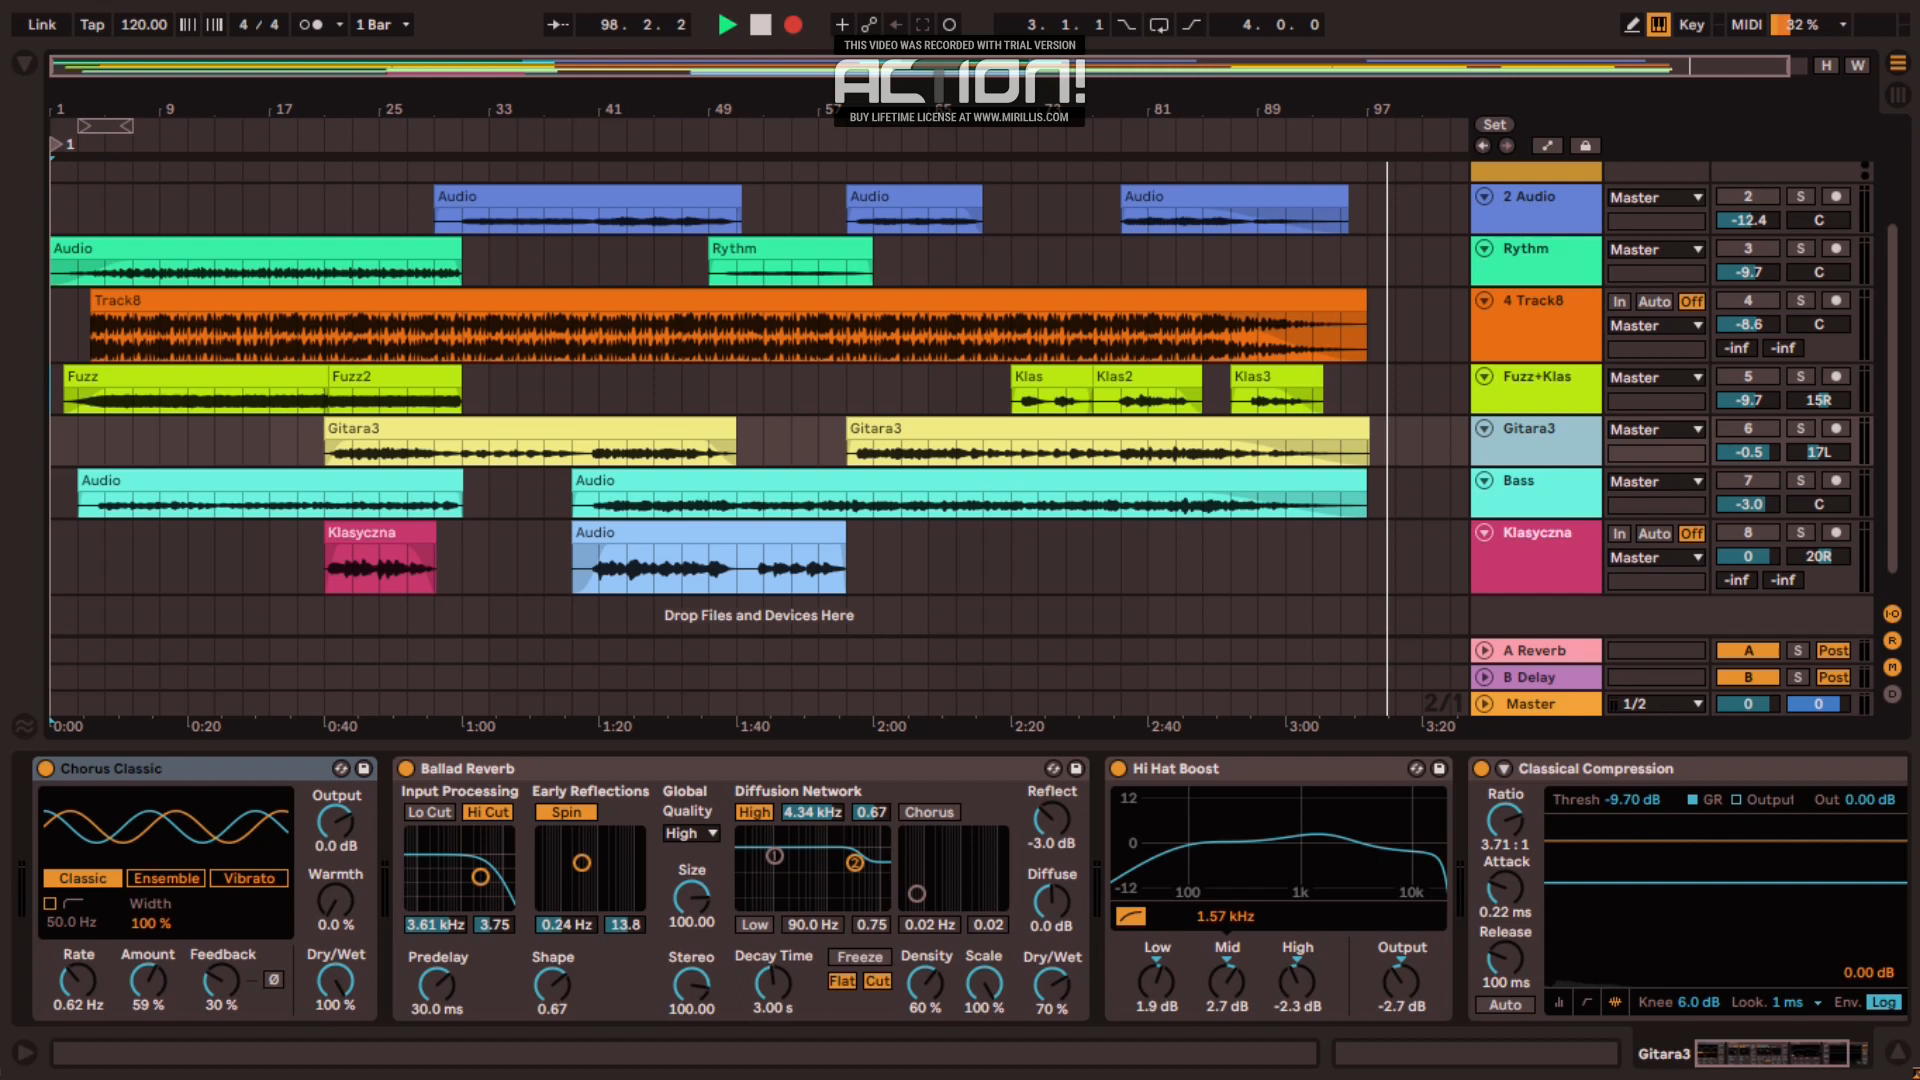 Link Tap 120.00 4 / 4 1 Bar 98. 2. 2 3. 1. 1 4. 0. 0 Key MIDI 32 %
THIS VIDEO WAS RECORDED WITH TRIAL VERSION
ACTION!
BUY LIFETIME LICENSE AT WWW.MIRILLIS.COM
H W
1 9 17 25 33 41 49 57 65 73 81 89 97
Set
1
Audio Audio Audio 2 Audio Master 2 S
-12.4 C
Audio Rythm Rythm Master 3 S
-9.7 C
Track8 4 Track8 In Auto Off 4 S
Master -8.6 C
-inf -inf
Fuzz Fuzz2 Klas Klas2 Klas3 Fuzz+Klas Master 5 S
-9.7 15R
Gitara3 Gitara3 Gitara3 Master 6 S
-0.5 17L
Audio Audio Bass Master 7 S
-3.0 C
Klasyczna Audio Klasyczna In Auto Off 8 S
Master 0 20R
-inf -inf
Drop Files and Devices Here
I-O
A Reverb A S Post
R
M
B Delay B S Post
D
2/1 Master 1/2 0 0
0:00 0:20 0:40 1:00 1:20 1:40 2:00 2:20 2:40 3:00 3:20
Chorus Classic Ballad Reverb Hi Hat Boost Classical Compression
Output
0.0 dB
Classic Ensemble Vibrato
Warmth
0.0 %
50.0 Hz Width
100 %
Rate Amount Feedback Dry/Wet
0.62 Hz 59 % 30 % Ø 100 %
Input Processing Early Reflections Global Diffusion Network Reflect
Lo Cut Hi Cut Spin Quality High 4.34 kHz 0.67 Chorus
High -3.0 dB
Size Diffuse
3.61 kHz 3.75 0.24 Hz 13.8 100.00 Low 90.0 Hz 0.75 0.02 Hz 0.02 0.0 dB
Predelay Shape Stereo Decay Time Freeze Density Scale Dry/Wet
Flat Cut
30.0 ms 0.67 100.00 3.00 s 60 % 100 % 70 %
12
0
-12 100 1k 10k
1.57 kHz
Low Mid High Output
1.9 dB 2.7 dB -2.3 dB -2.7 dB
Ratio Thresh -9.70 dB GR Output Out 0.00 dB
3.71 : 1
Attack
0.22 ms
Release
100 ms 0.00 dB
Auto Knee 6.0 dB Look. 1 ms Env. Log
Gitara3